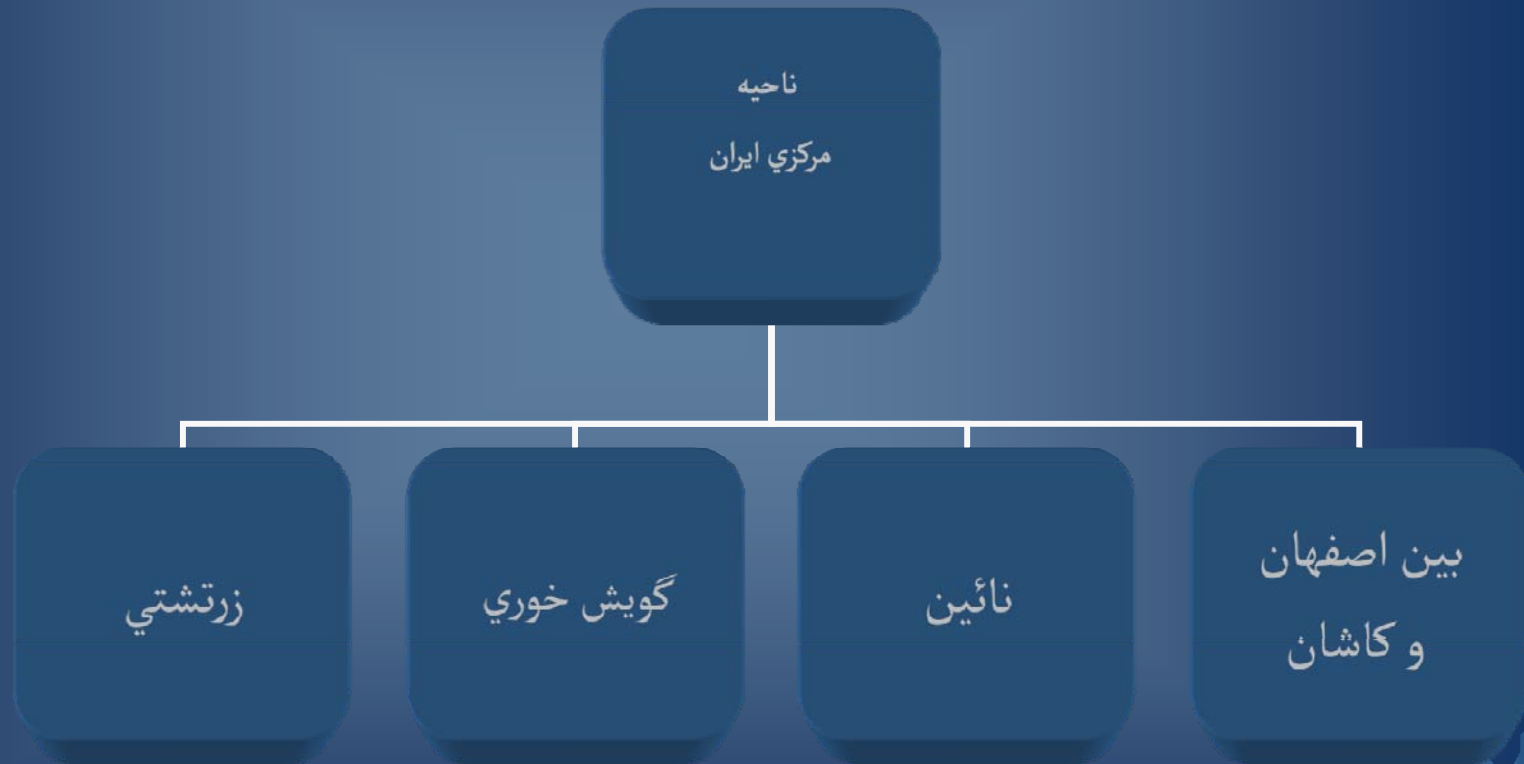 ناحيه
مركزي ايران
بين اصفهان
و كاشان
نائين
گويش خوري
زرتشتي